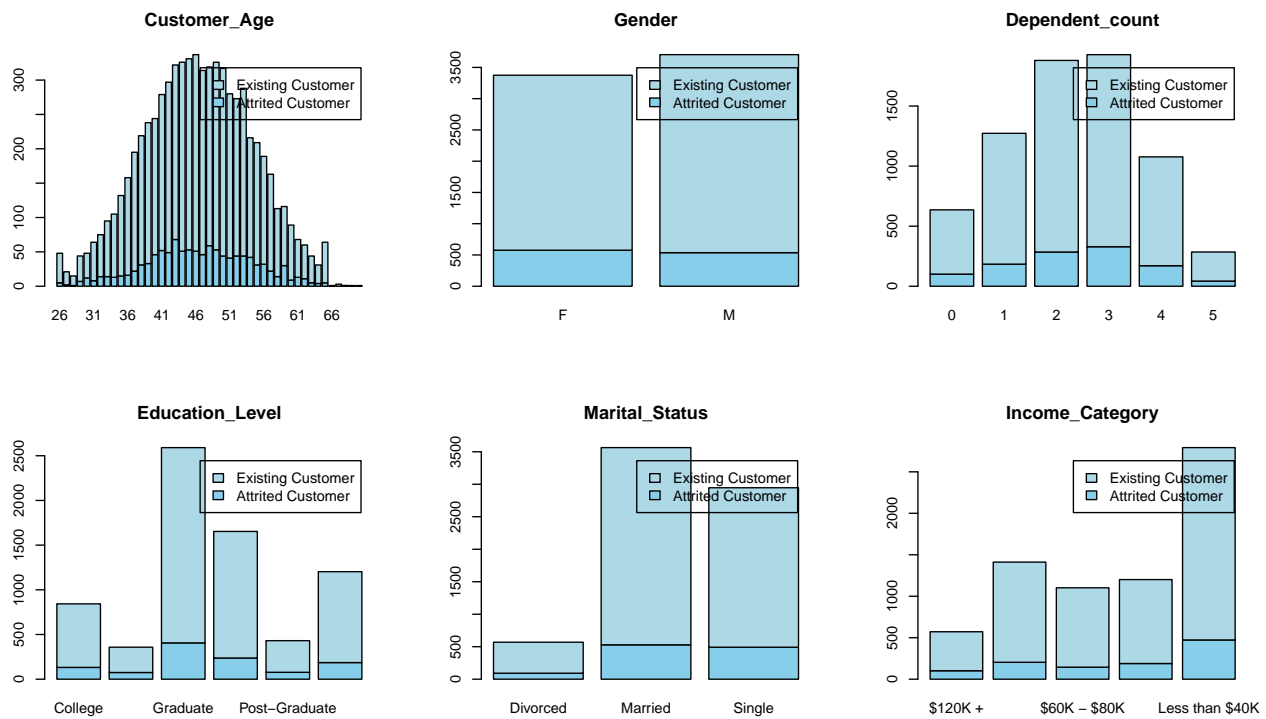 Customer_Age
300
200
100
50
0
26 31 36 41 46 51 56 61 66
Existing Customer
Attrited Customer
Gender
3500
2500
1500
500
0
F M
Existing Customer
Attrited Customer
Dependent_count
1500
1000
500
0
0 1 2 3 4 5
Existing Customer
Attrited Customer
Education_Level
2500
2000
1500
1000
500
0
College Graduate Post−Graduate
Existing Customer
Attrited Customer
Marital_Status
3500
2500
1500
500
0
Divorced Married Single
Existing Customer
Attrited Customer
Income_Category
2000
1000
500
0
$120K + $60K − $80K Less than $40K
Existing Customer
Attrited Customer